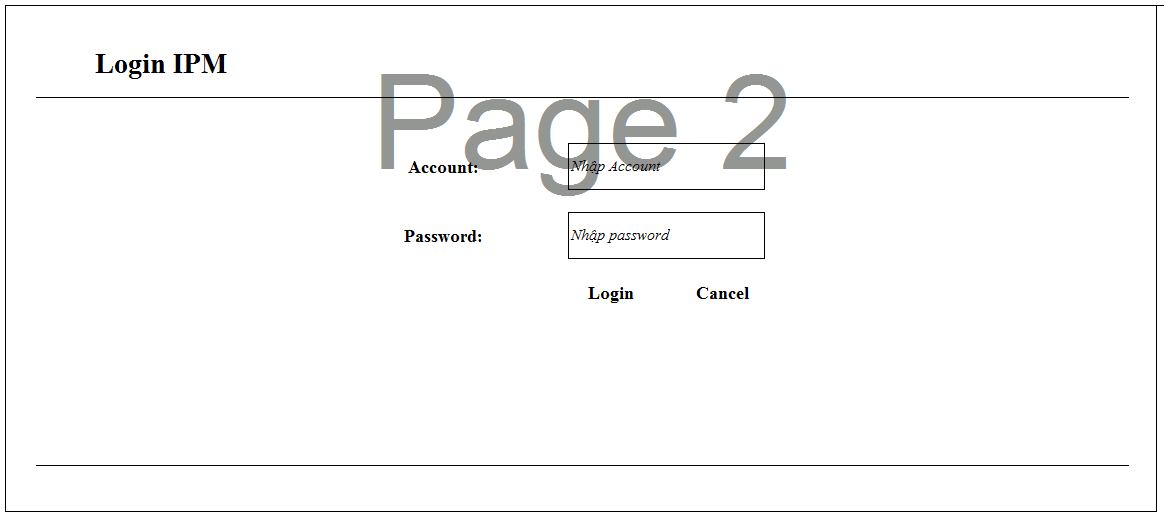 Login IPM
Page 2
Account:
Nhập Account
Password:
Nhập password
Login
Cancel